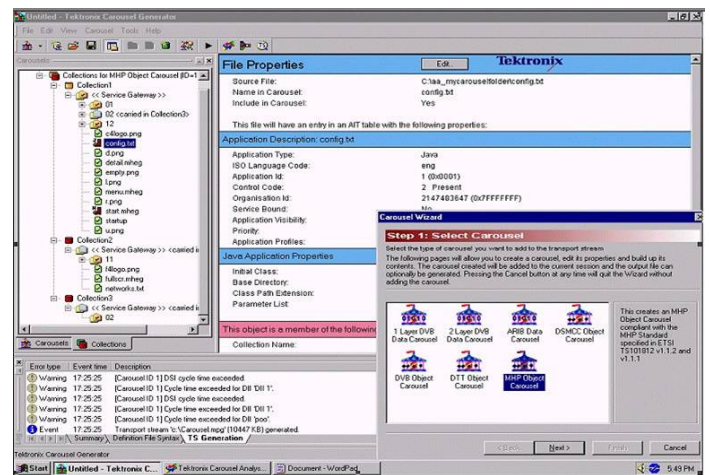 Untitled - Tektronix Carousel Generator
File Edit View Carousel Tools Help
Carousels
Collections for MHP Object Carousel (ID=1
Collection1
<< Service Gateway >>
01
02 <carried in Collection3>
12
c4logo.png
config.txt
d.png
detail.mheg
empty.png
l.png
menu.mheg
r.png
start.mheg
startup
u.png
Collection2
<< Service Gateway >> <carried i
11
f4logo.png
fullscr.mheg
networks.txt
Collection3
<< Service Gateway >> <carried i
02
Carousels Collections
File Properties
Edit..
Tektronix
Source File: C:\aa_mycarouselfolder\config.txt
Name in Carousel: config.txt
Include in Carousel: Yes
This file will have an entry in an AIT table with the following properties:
Application Description: config.txt
Application Type: Java
ISO Language Code: eng
Application Id: 1 (0x0001)
Control Code: 2 Present
Organisation Id: 2147483647 (0x7FFFFFFF)
Service Bound: No
Application Visibility:
Priority:
Application Profiles:
Java Application Properties
Initial Class:
Base Directory:
Class Path Extension:
Parameter List:
This object is a member of the following
Collection Name:
Carousel Wizard
Step 1: Select Carousel
Select the type of carousel you want to add to the transport stream
The following pages will allow you to create a carousel, edit its properties and build up its
contents. The carousel created will be added to the current session and the output file can
optionally be generated. Pressing the Cancel button at any time will quit the Wizard without
adding the carousel.
1 Layer DVB Data Carousel
2 Layer DVB Data Carousel
ARIB Data Carousel
DSMCC Object Carousel
DVB Object Carousel
DTT Object Carousel
MHP Object Carousel
This creates an MHP
Object Carousel
compliant with the
MHP Standard
specified in ETSI
TS101812 v1.1.2 and
v1.1.1
< Back Next > Finish Cancel
Error type Event time Description
Warning 17:25:25 [Carousel ID 1] DSI cycle time exceeded
Warning 17:25:25 [Carousel ID 1] Cycle time exceeded for DII 'DII 1'.
Warning 17:25:25 [Carousel ID 1] DSI cycle time exceeded.
Warning 17:25:25 [Carousel ID 1] Cycle time exceeded for DII 'DII 1'.
Warning 17:25:25 [Carousel ID 1] Cycle time exceeded for DII 'poo'.
Event 17:25:25 Transport stream 'c:\Carousel.mpg' (10447 KB) generated.
Summary Definition File Syntax TS Generation
Tektronix Carousel Generator
Start Untitled - Tektronix C... Tektronix Carousel Analys... Document - WordPad 5:49 PM